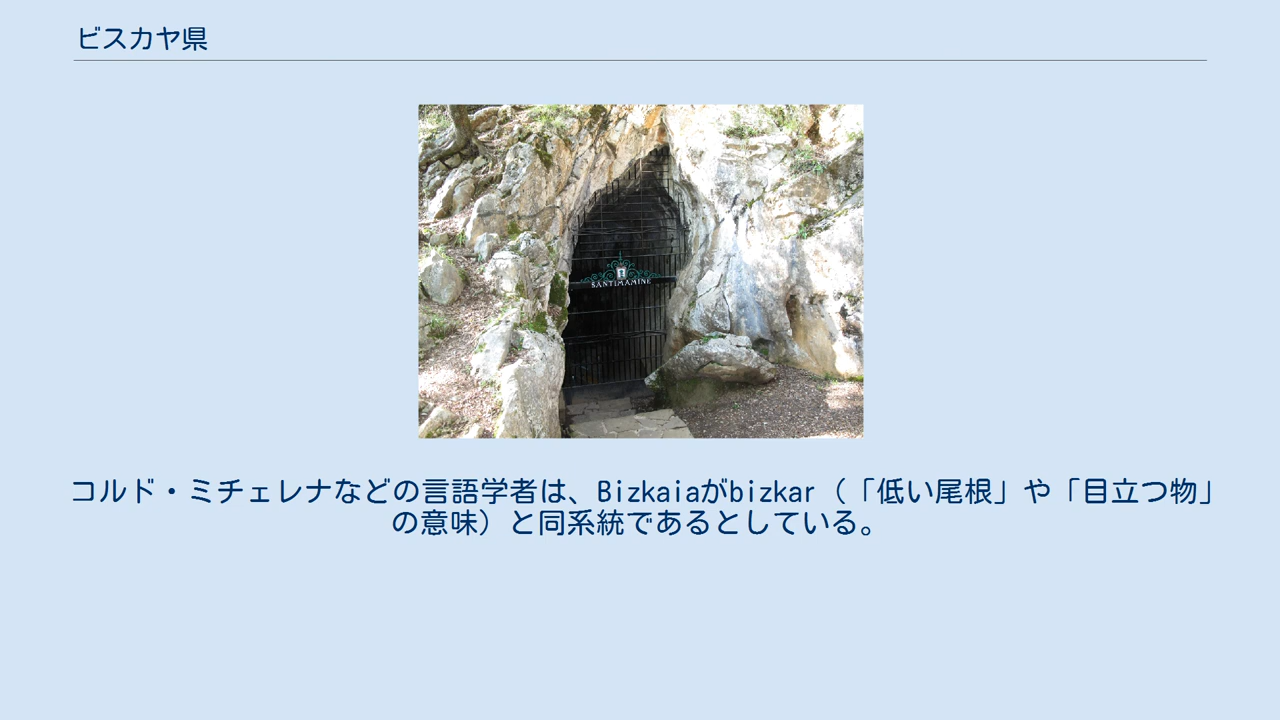 ビスカヤ県
SANTIMAMIÑE
コルド・ミチェレナなどの言語学者は、Bizkaiaがbizkar（「低い尾根」や「目立つ物」
の意味）と同系統であるとしている。